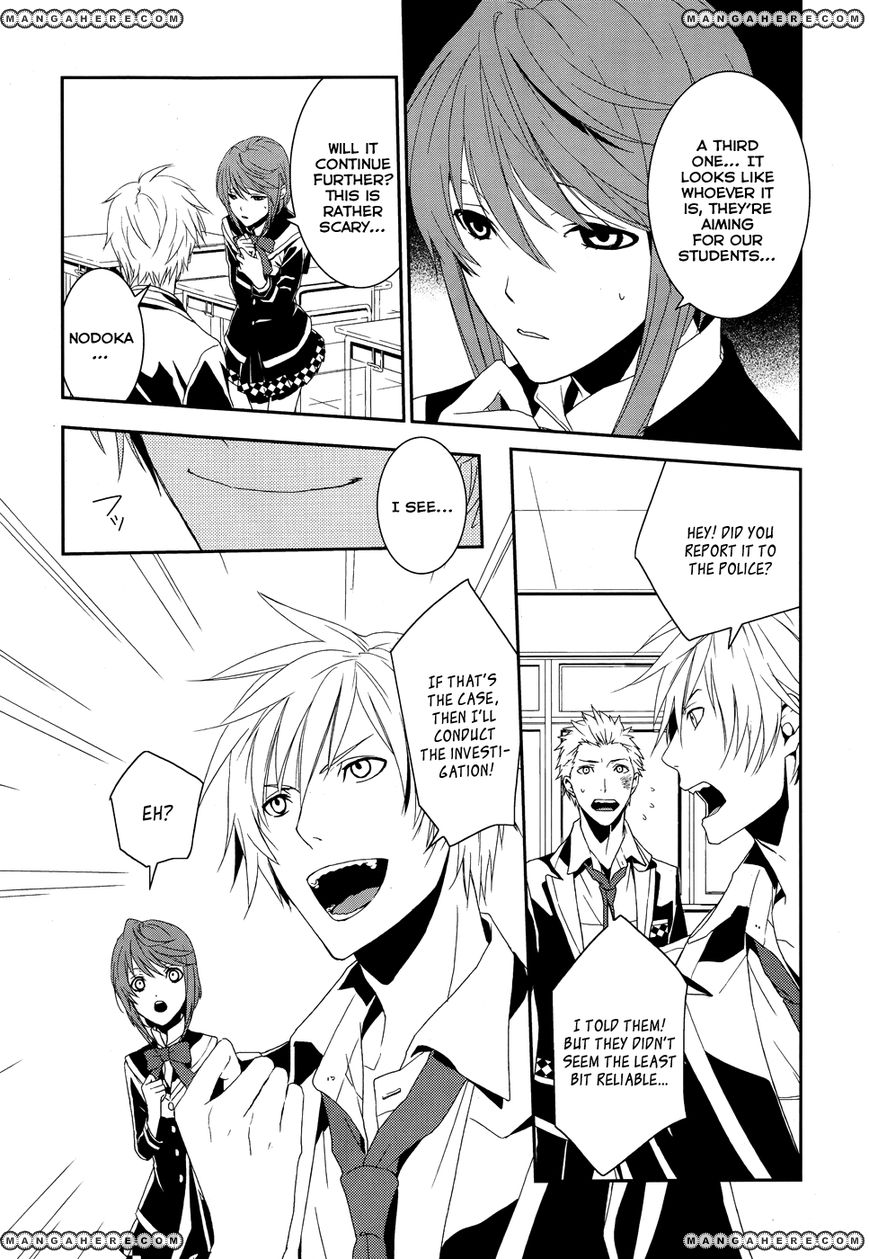 MANGAHERE.COM
MANGAHERE.COM
A THIRD
ONE... IT
LOOKS LIKE
WHOEVER IT
IS, THEY'RE
AIMING
FOR OUR
STUDENTS...
WILL IT
CONTINUE
FURTHER?
THIS IS
RATHER
SCARY...
NODOKA
...
HEY! DID YOU
REPORT IT TO
THE POLICE?
I TOLD THEM!
BUT THEY DIDN'T
SEEM THE LEAST
BIT RELIABLE...
I SEE...
ニッ
IF THAT'S
THE CASE,
THEN I'LL
CONDUCT
THE INVESTI-
GATION!
EH?
MANGAHERE.COM
MANGAHERE.COM